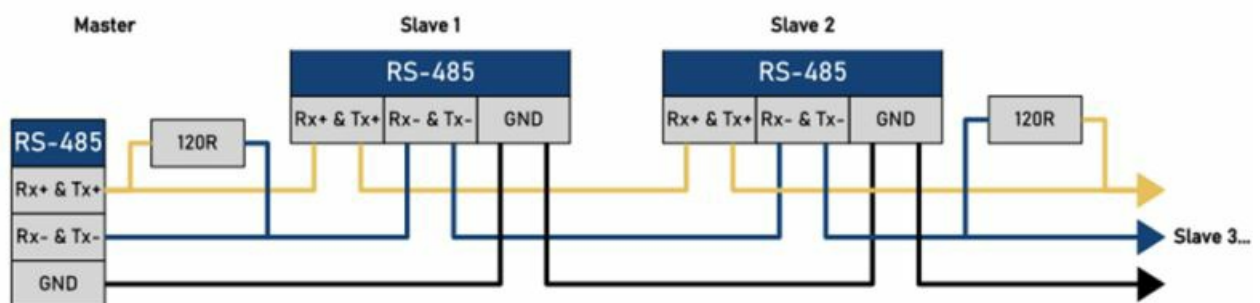 Master
Slave 1
Slave 2
RS-485
RS-485
Rx+ & Tx+
Rx- & Tx-
GND
Rx+ & Tx+
Rx- & Tx-
GND
120R
120R
RS-485
Rx+ & Tx+
Rx- & Tx-
GND
Slave 3...